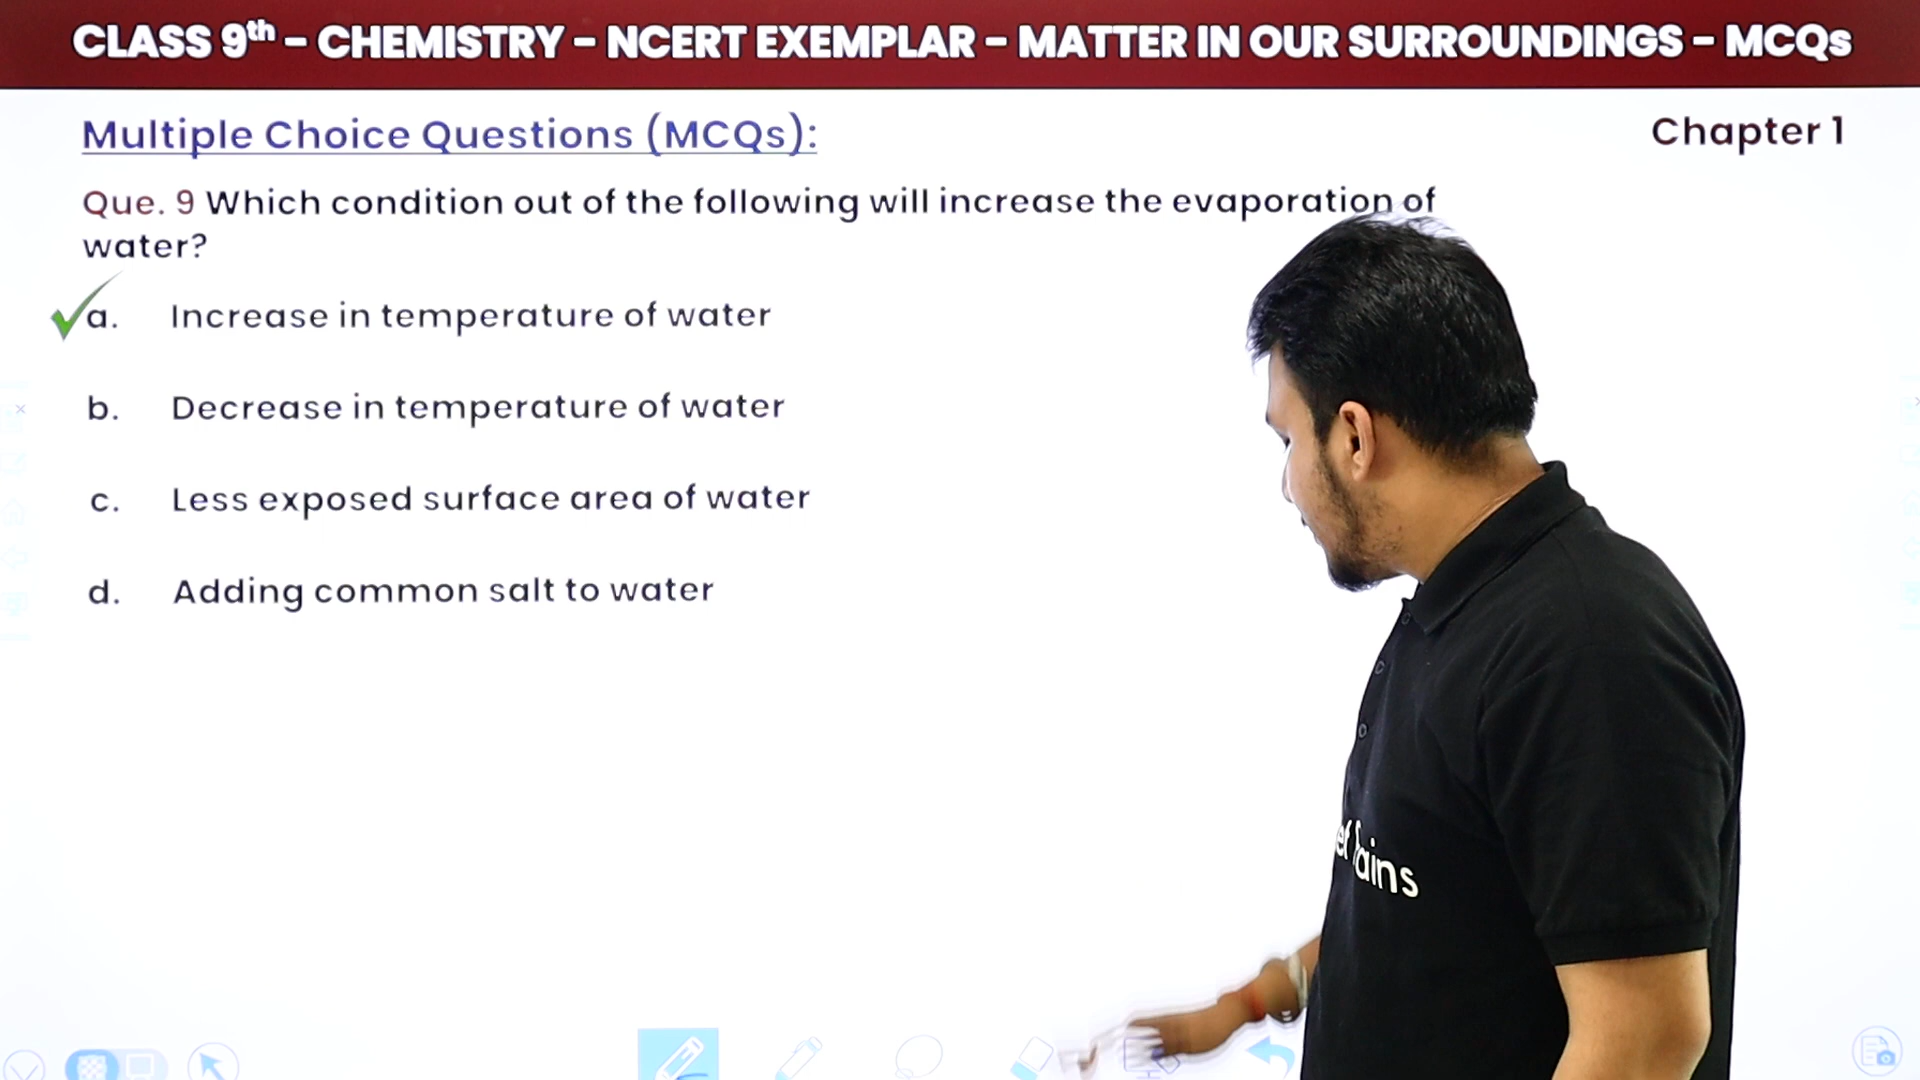 CLASS 9th - CHEMISTRY - NCERT EXEMPLAR - MATTER IN OUR SURROUNDINGS - MCQs
Multiple Choice Questions (MCQs):
Chapter 1
Que. 9 Which condition out of the following will increase the evaporation of
water?
a. Increase in temperature of water
b. Decrease in temperature of water
c. Less exposed surface area of water
d. Adding common salt to water